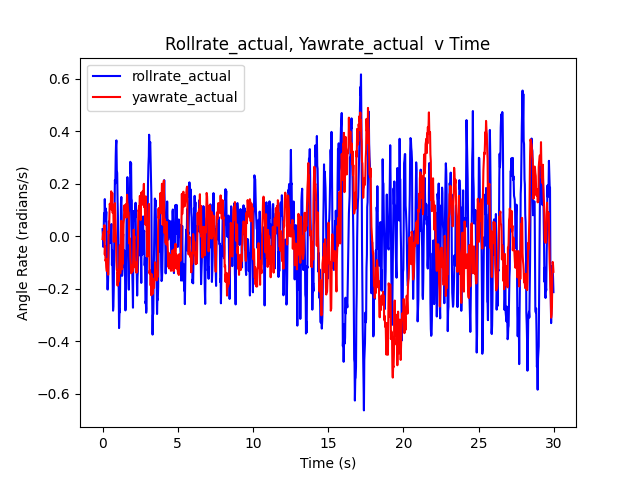 Rollrate_actual, Yawrate_actual  v Time
rollrate_actual
yawrate_actual
Angle Rate (radians/s)
0.6
0.4
0.2
0.0
−0.2
−0.4
−0.6
0 5 10 15 20 25 30
Time (s)